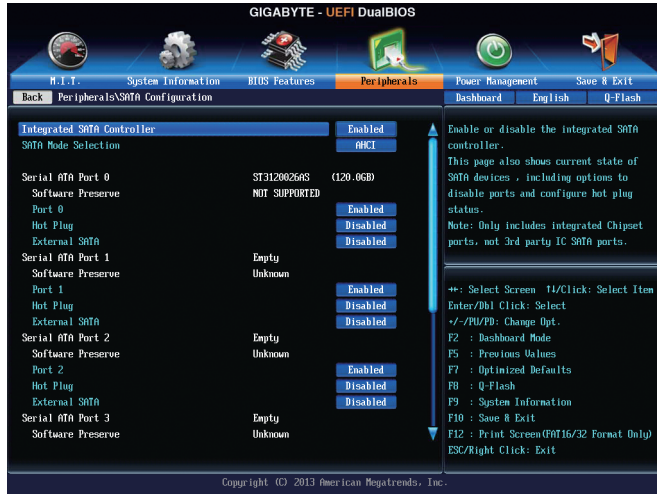 GIGABYTE - UEFI DualBIOS
M.I.T. System Information BIOS Features Peripherals Power Management Save & Exit
Back Peripherals\SATA Configuration Dashboard English Q-Flash
Integrated SATA Controller Enabled
SATA Mode Selection AHCI
Serial ATA Port 0 ST3120026AS (120.0GB)
Software Preserve NOT SUPPORTED
Port 0 Enabled
Hot Plug Disabled
External SATA Disabled
Serial ATA Port 1 Empty
Software Preserve Unknown
Port 1 Enabled
Hot Plug Disabled
External SATA Disabled
Serial ATA Port 2 Empty
Software Preserve Unknown
Port 2 Enabled
Hot Plug Disabled
External SATA Disabled
Serial ATA Port 3 Empty
Software Preserve Unknown
Enable or disable the integrated SATA
controller.
This page also shows current state of
SATA devices , including options to
disable ports and configure hot plug
status.
Note: Only includes integrated Chipset
ports, not 3rd party IC SATA ports.
↔: Select Screen ↑↓/Click: Select Item
Enter/Dbl Click: Select
+/-/PU/PD: Change Opt.
F2 : Dashboard Mode
F5 : Previous Values
F7 : Optimized Defaults
F8 : Q-Flash
F9 : System Information
F10 : Save & Exit
F12 : Print Screen(FAT16/32 Format Only)
ESC/Right Click: Exit
Copyright (C) 2013 American Megatrends, Inc.